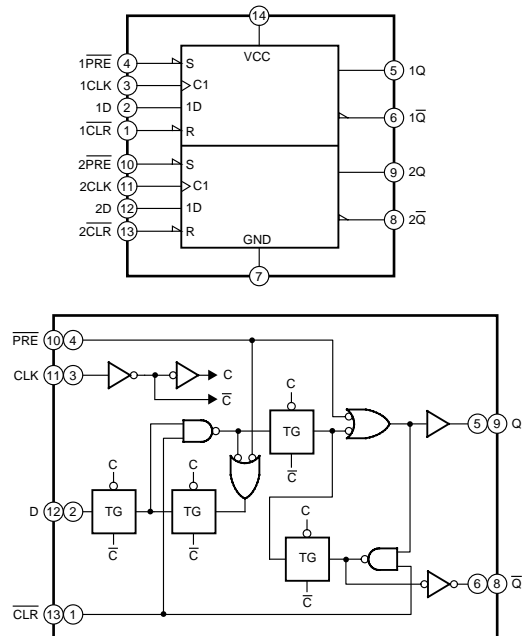 14
VCC
1PRE 4 S 5 1Q
1CLK 3 C1
1D 2 1D
1CLR 1 R 6 1Q
2PRE 10 S 9 2Q
2CLK 11 C1
2D 12 1D
2CLR 13 R 8 2Q
GND
7
PRE 10 4
CLK 11 3 C
C
C
TG
C
5 9 Q
C C
D 12 2 TG TG
C C
C
TG
C
6 8 Q
CLR 13 1